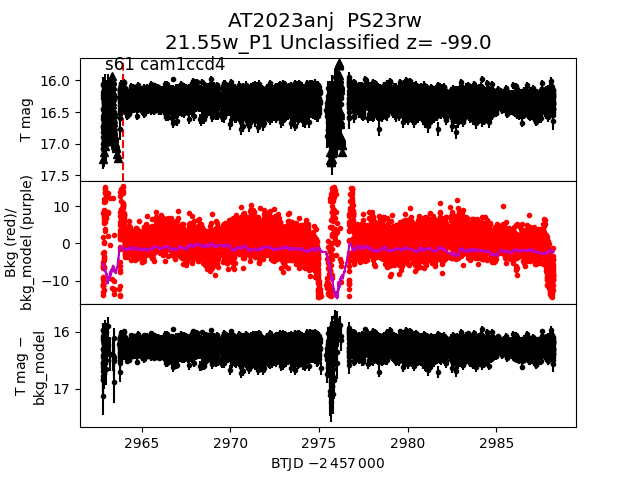 AT2023anj  PS23rw
21.55w_P1 Unclassified z= -99.0
s61 cam1ccd4
T mag
16.0
16.5
17.0
17.5
Bkg (red)/
bkg_model (purple)
10
0
−10
T mag −
bkg_model
16
17
2965 2970 2975 2980 2985
BTJD −2 457 000